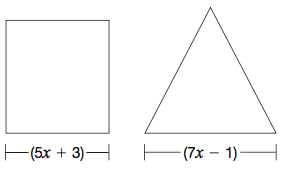 (5x + 3)
(7x − 1)